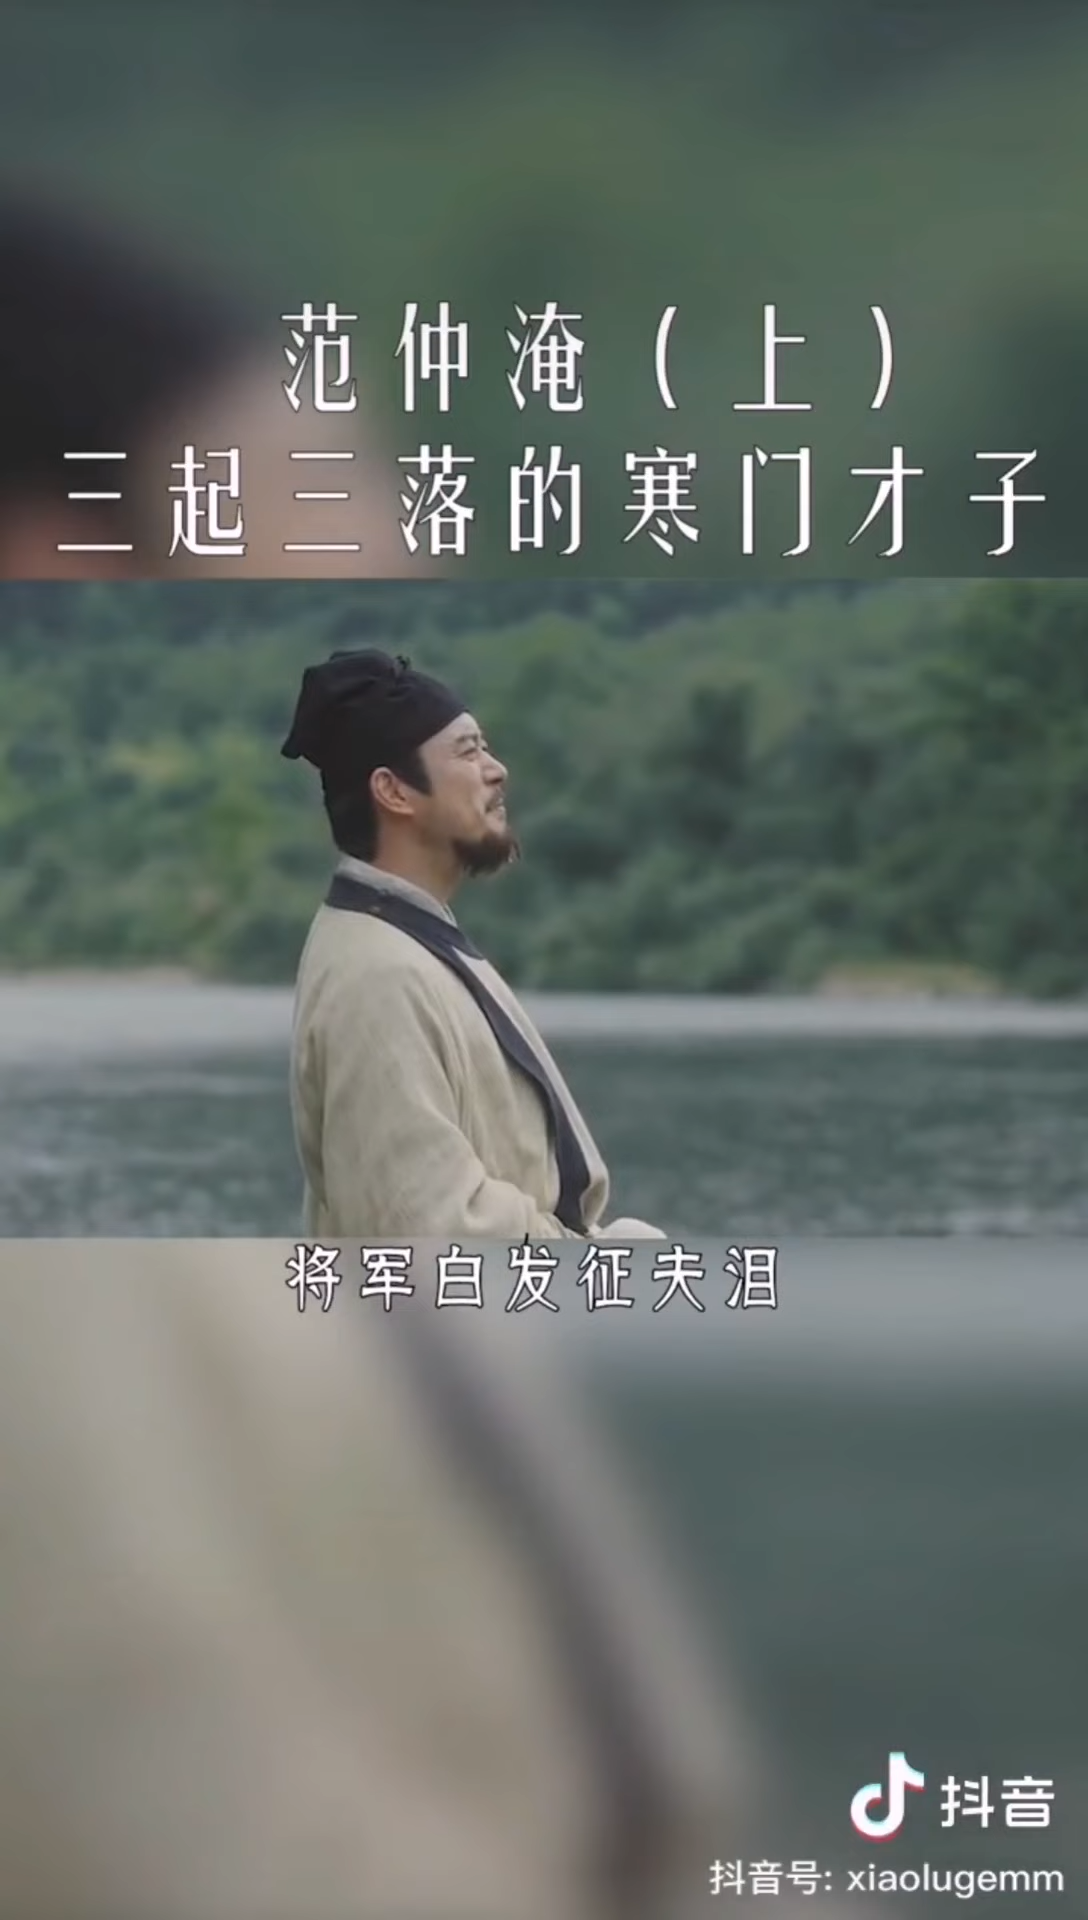 范仲淹（上）
三起三落的寒门才子
将军白发征夫泪
抖音
抖音号: xiaolugemm